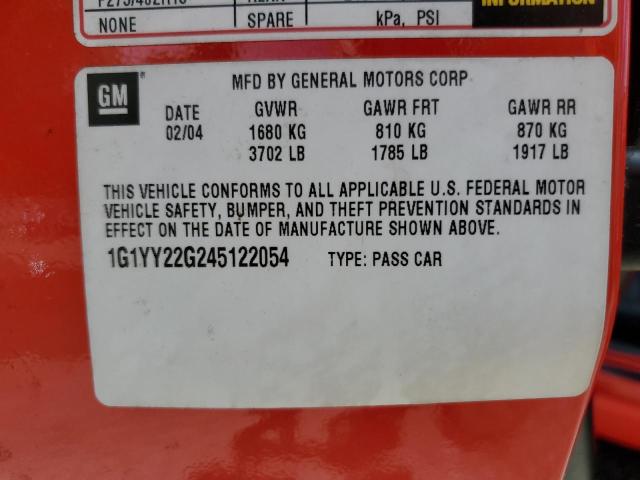 NONE SPARE kPa, PSI INFORMATION
GM
MFD BY GENERAL MOTORS CORP
DATE GVWR GAWR FRT GAWR RR
02/04 1680 KG 810 KG 870 KG
3702 LB 1785 LB 1917 LB
THIS VEHICLE CONFORMS TO ALL APPLICABLE U.S. FEDERAL MOTOR
VEHICLE SAFETY, BUMPER, AND THEFT PREVENTION STANDARDS IN
EFFECT ON THE DATE OF MANUFACTURE SHOWN ABOVE.
1G1YY22G245122054 TYPE: PASS CAR